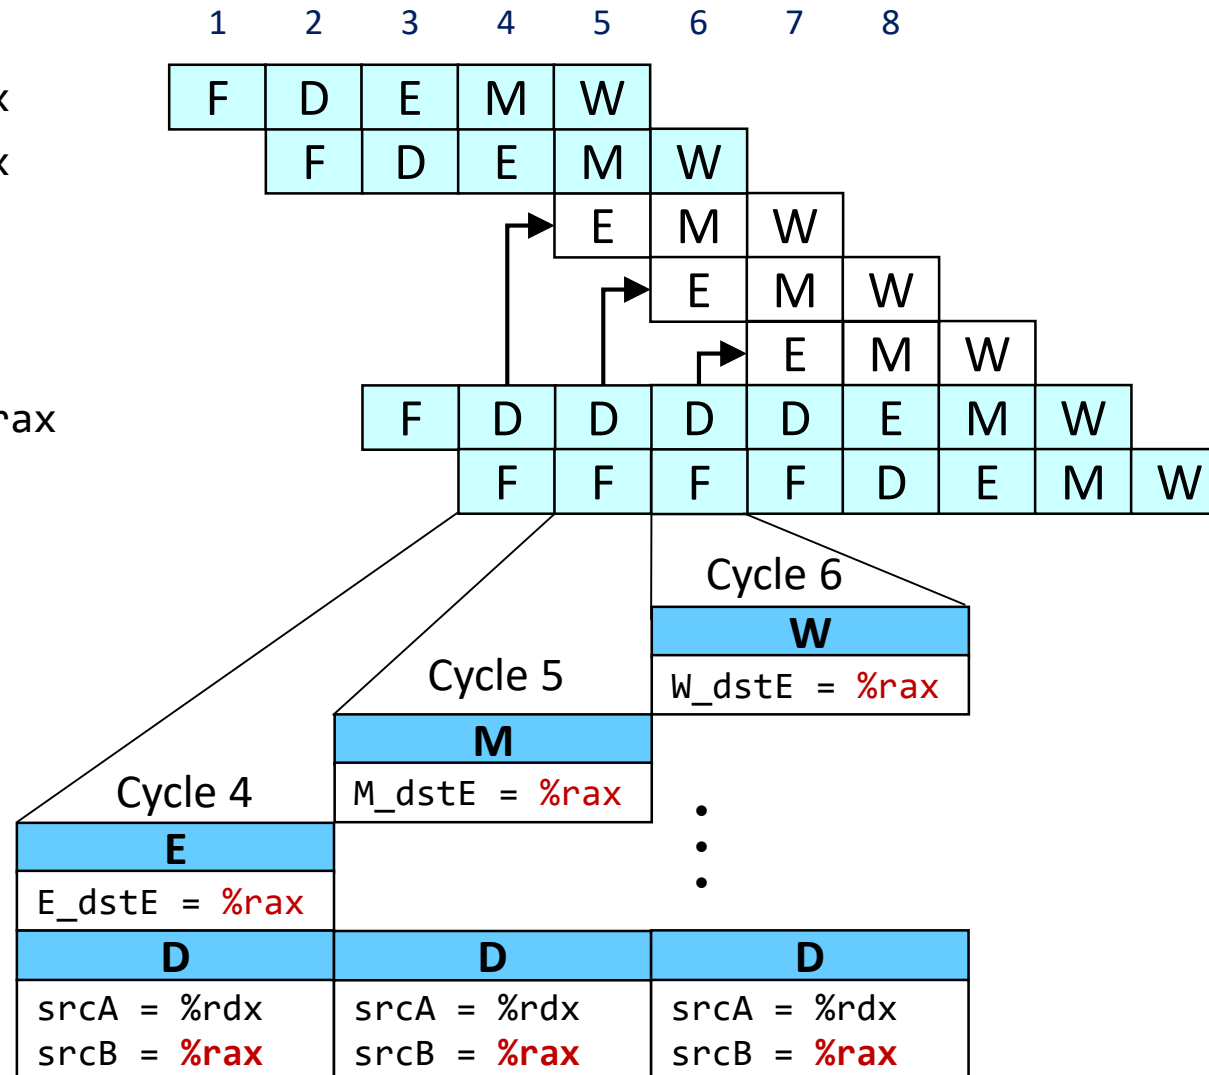 1 2 3 4 5 6 7 8
x F D E M W
x F D E M W
E M W
E M W
E M W
rax F D D D D E M W
F F F F D E M W
Cycle 6
W
W_dstE = %rax
Cycle 5
M
M_dstE = %rax
Cycle 4
E
E_dstE = %rax
D D D
srcA = %rdx srcA = %rdx srcA = %rdx
srcB = %rax srcB = %rax srcB = %rax